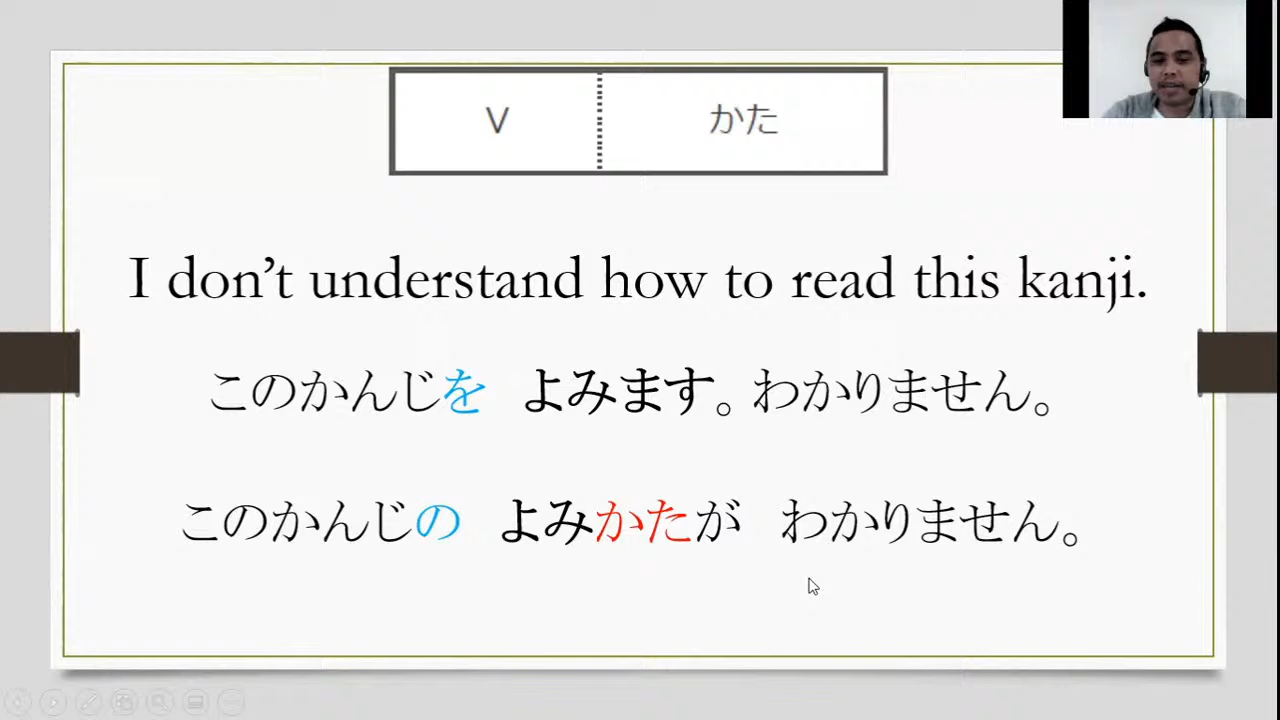 V かた
I don't understand how to read this kanji.
このかんじを よみます。わかりません。
このかんじの よみかたが わかりません。